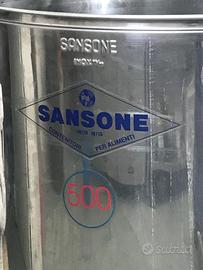 SANSONE
INOX
SANSONE
CONTENITORI PER ALIMENTI
500
subito